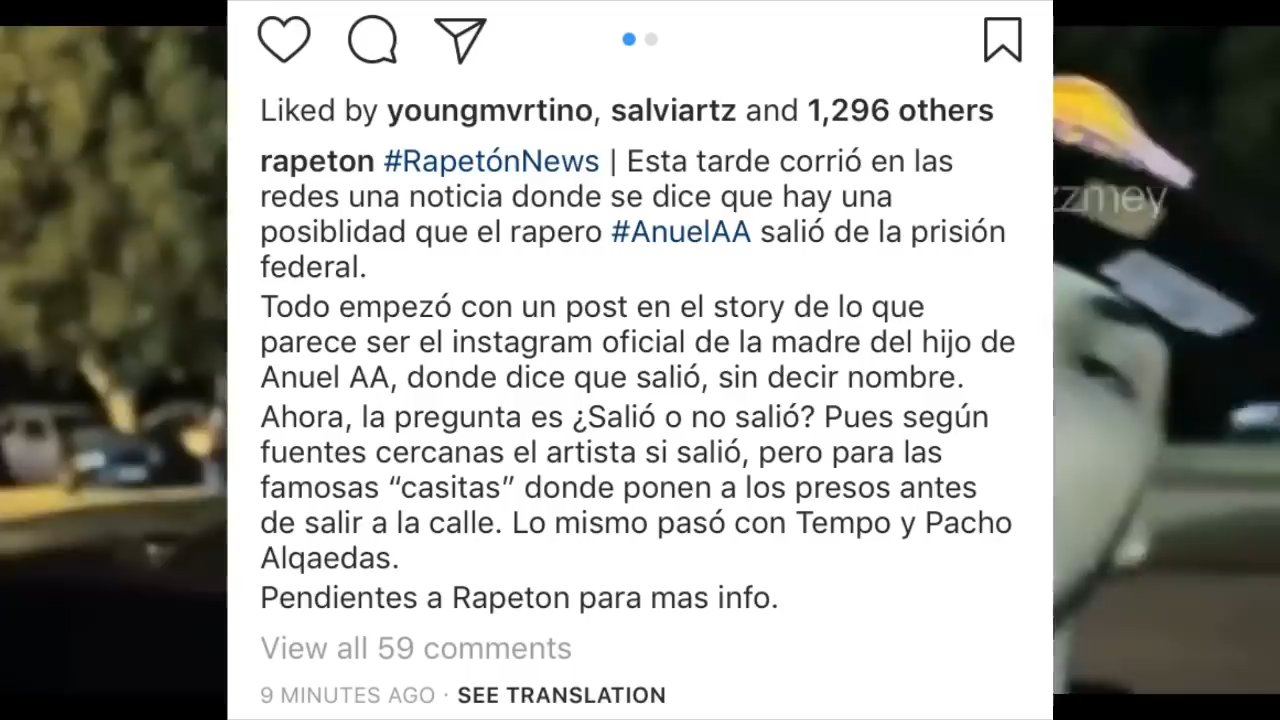 Liked by youngmvrtino, salviartz and 1,296 others
rapeton #RapetónNews | Esta tarde corrió en las
redes una noticia donde se dice que hay una
posiblidad que el rapero #AnuelAA salió de la prisión
federal.
Todo empezó con un post en el story de lo que
parece ser el instagram oficial de la madre del hijo de
Anuel AA, donde dice que salió, sin decir nombre.
Ahora, la pregunta es ¿Salió o no salió? Pues según
fuentes cercanas el artista si salió, pero para las
famosas “casitas” donde ponen a los presos antes
de salir a la calle. Lo mismo pasó con Tempo y Pacho
Alqaedas.
Pendientes a Rapeton para mas info.
View all 59 comments
9 MINUTES AGO · SEE TRANSLATION